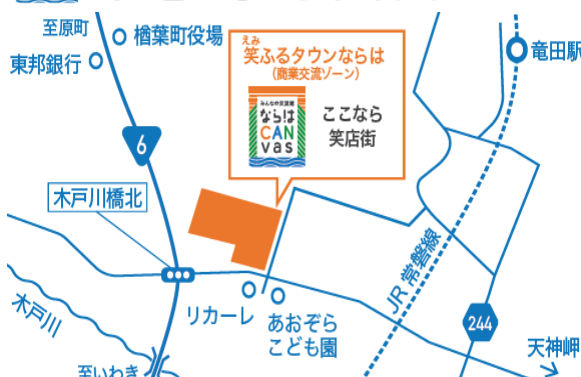 至原町
楢葉町役場
東邦銀行
えみ
笑ふるタウンならは
(商業交流ゾーン)
みんなの交流館
ならは
CAN
vas
ここなら
笑店街
竜田駅
6
木戸川橋北
リカーレ
あおぞら
こども園
JR 常磐線
244
天神岬
木戸川
至いわき